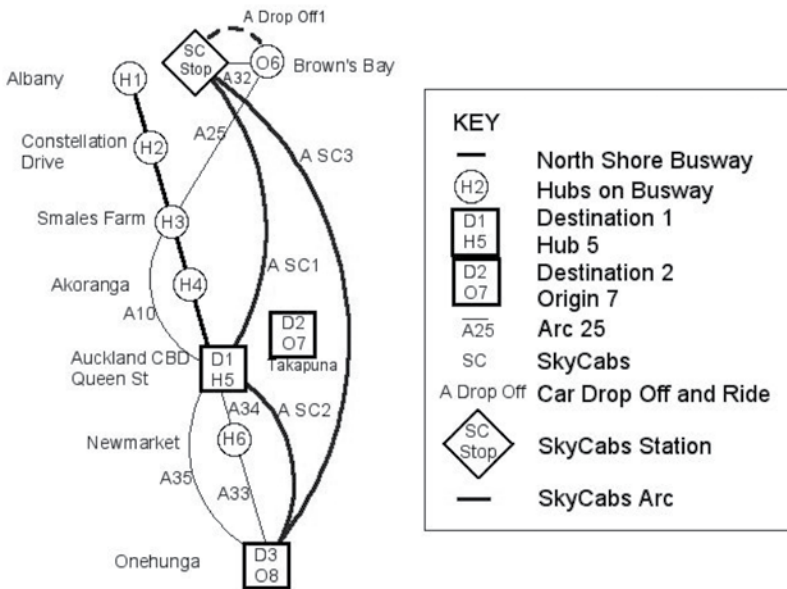 A Drop Off1
SC
Stop
O6
A32
Brown's Bay
Albany
H1
A25
Constellation
Drive
H2
A SC3
Smales Farm
H3
A SC1
Akoranga
H4
A10
D2
O7
Takapuna
Auckland CBD
Queen St
D1
H5
A34
A SC2
Newmarket
H6
A35
A33
Onehunga
D3
O8
KEY
North Shore Busway
H2
Hubs on Busway
D1
H5
Destination 1
Hub 5
D2
O7
Destination 2
Origin 7
A25
Arc 25
SC
SkyCabs
A Drop Off
Car Drop Off and Ride
SC
Stop
SkyCabs Station
SkyCabs Arc